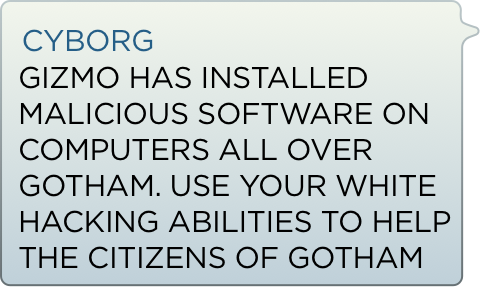 CYBORG
GIZMO HAS INSTALLED
MALICIOUS SOFTWARE ON
COMPUTERS ALL OVER
GOTHAM. USE YOUR WHITE
HACKING ABILITIES TO HELP
THE CITIZENS OF GOTHAM